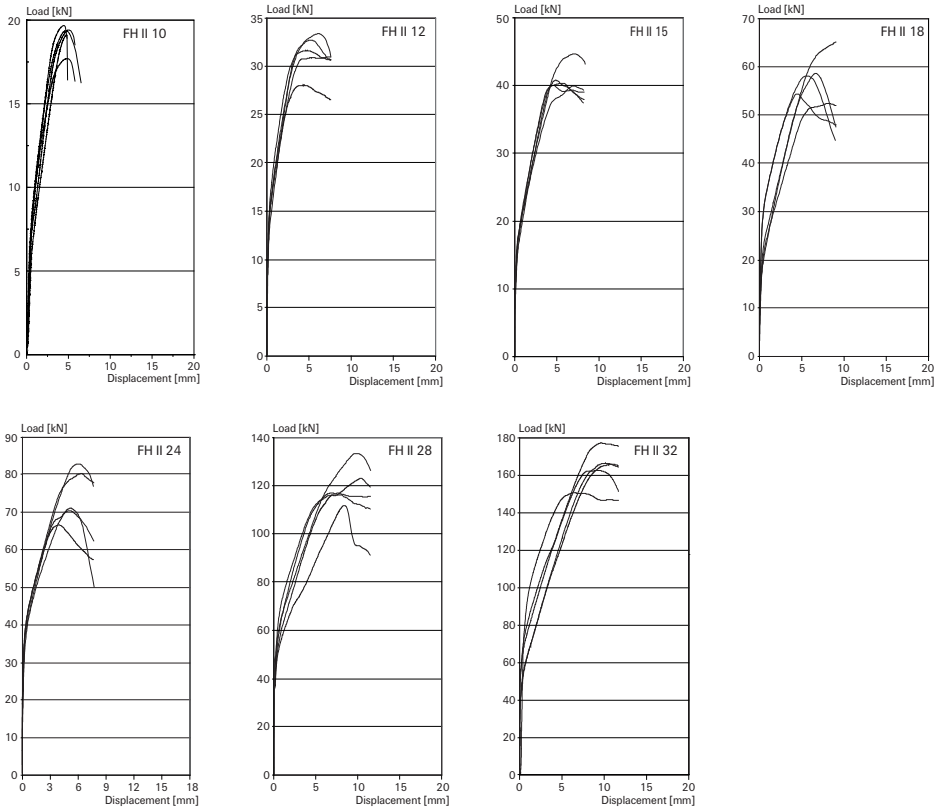 Load [kN]
FH II 10
20
15
10
5
0
0 5 10 15 20
Displacement [mm]
Load [kN]
FH II 12
35
30
25
20
15
10
5
0
0 5 10 15 20
Displacement [mm]
Load [kN]
FH II 15
50
40
30
20
10
0
0 5 10 15 20
Displacement [mm]
Load [kN]
FH II 18
70
60
50
40
30
20
10
0
0 5 10 15 20
Displacement [mm]
Load [kN]
FH II 24
90
80
70
60
50
40
30
20
10
0
0 3 6 9 12 15 18
Displacement [mm]
Load [kN]
FH II 28
140
120
100
80
60
40
20
0
0 5 10 15 20
Displacement [mm]
Load [kN]
FH II 32
180
160
140
120
100
80
60
40
20
0
0 5 10 15 20
Displacement [mm]